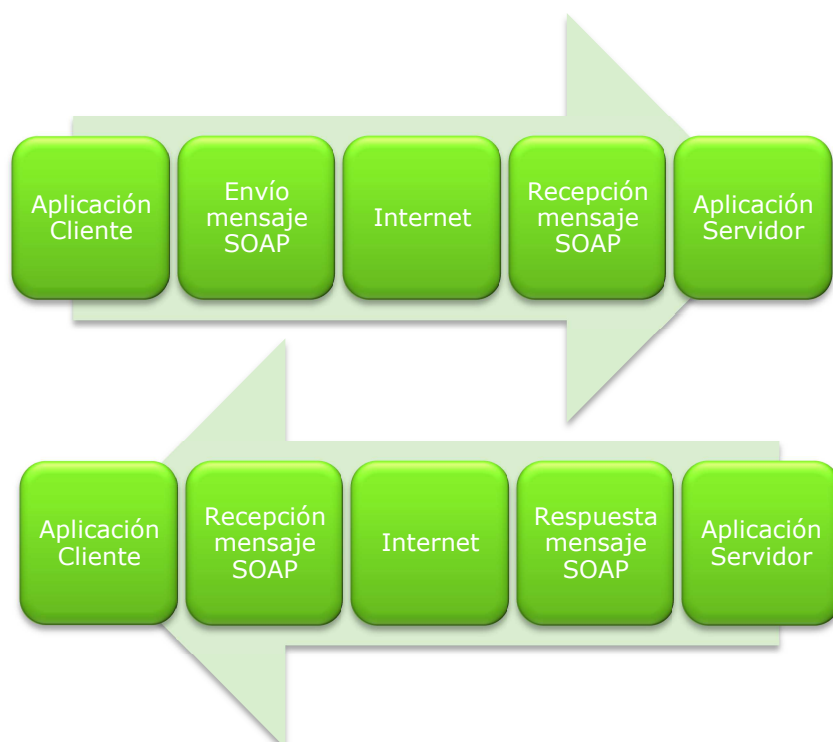 Aplicación
Cliente
Envío
mensaje
SOAP
Internet
Recepción
mensaje
SOAP
Aplicación
Servidor
Aplicación
Cliente
Recepción
mensaje
SOAP
Internet
Respuesta
mensaje
SOAP
Aplicación
Servidor